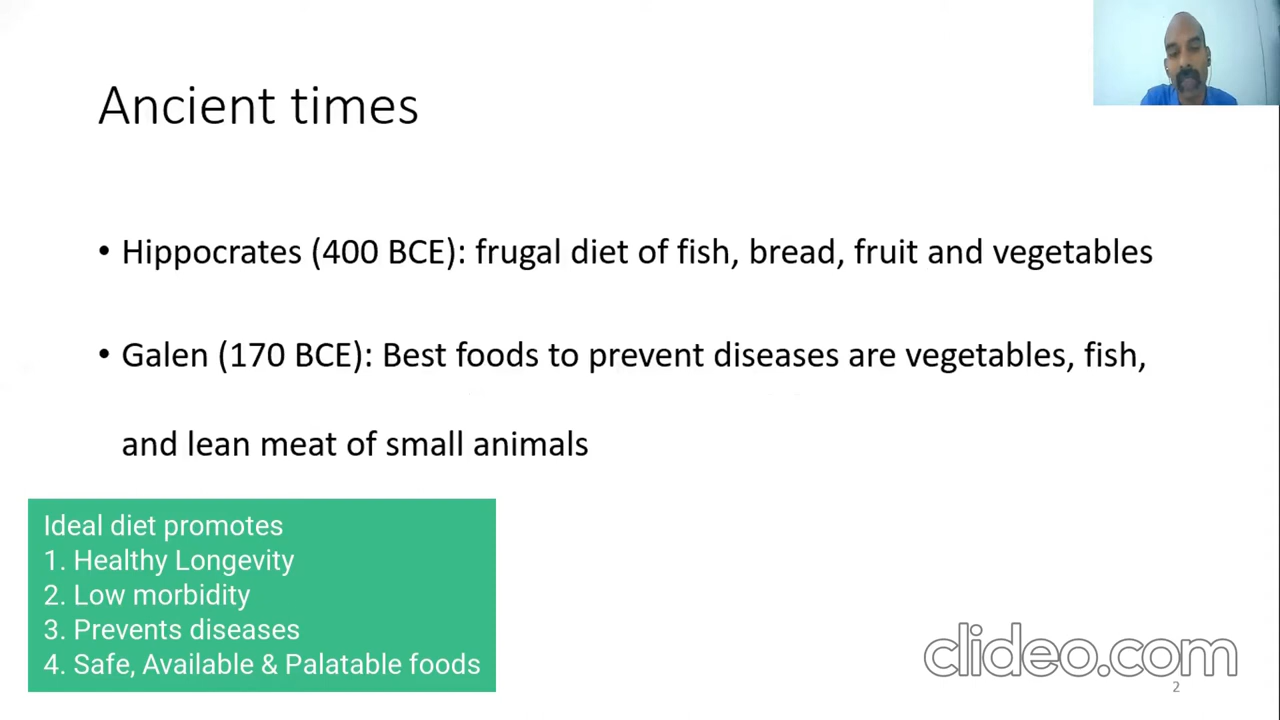 Ancient times
• Hippocrates (400 BCE): frugal diet of fish, bread, fruit and vegetables
• Galen (170 BCE): Best foods to prevent diseases are vegetables, fish,
and lean meat of small animals
Ideal diet promotes
1. Healthy Longevity
2. Low morbidity
3. Prevents diseases
4. Safe, Available & Palatable foods
clideo.com
2